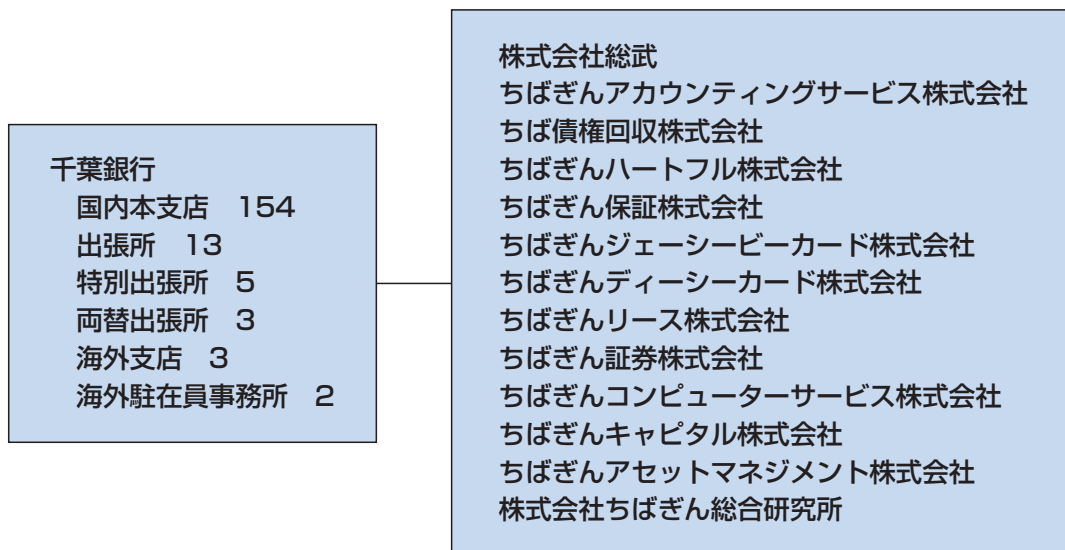 千葉銀行
国内本支店　154
出張所　13
特別出張所　5
両替出張所　3
海外支店　3
海外駐在員事務所　2
株式会社総武
ちばぎんアカウンティングサービス株式会社
ちば債権回収株式会社
ちばぎんハートフル株式会社
ちばぎん保証株式会社
ちばぎんジェーシービーカード株式会社
ちばぎんディーシーカード株式会社
ちばぎんリース株式会社
ちばぎん証券株式会社
ちばぎんコンピューターサービス株式会社
ちばぎんキャピタル株式会社
ちばぎんアセットマネジメント株式会社
株式会社ちばぎん総合研究所